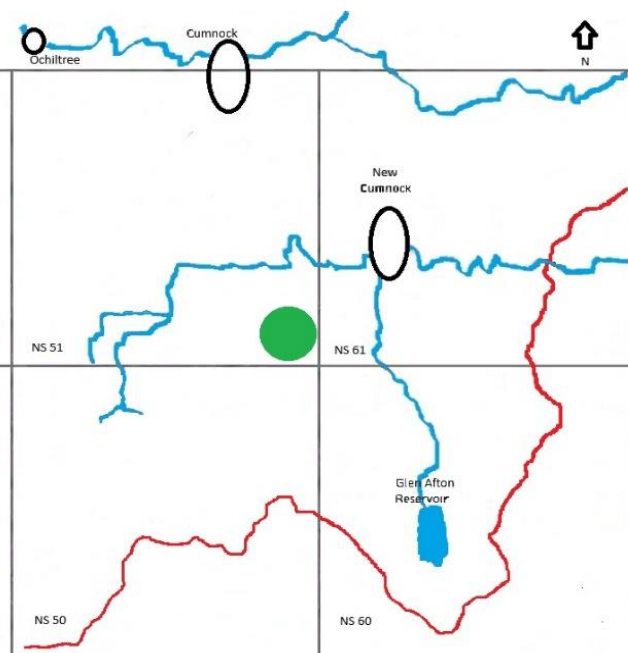 Cumnock
Ochiltree
N
New
Cumnock
NS 51
NS 61
Glen Afton
Reservoir
NS 50
NS 60